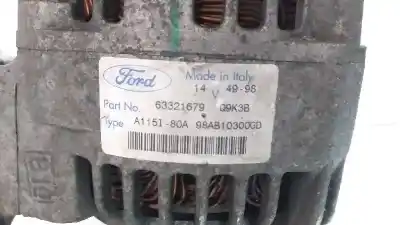 Ford
Made in Italy
14 V 49-98
Part No. 63321679 09K3B
Type A115I-80A 98AB10300GD